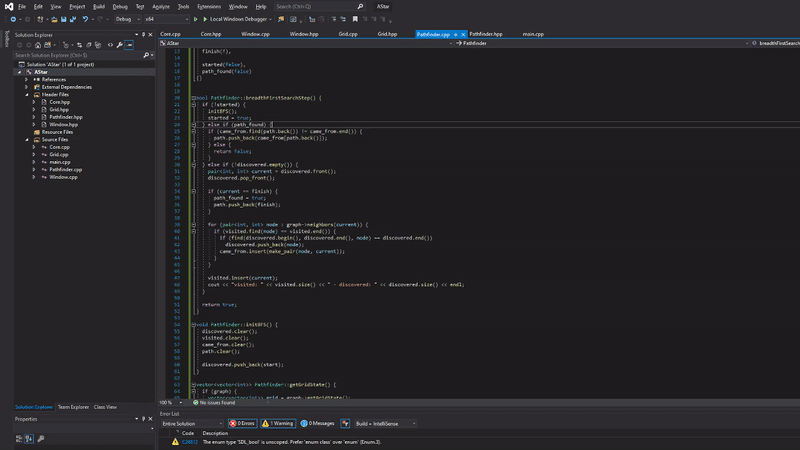 File Edit View Project Build Debug Test Analyze Tools Extensions Window Help Search (Ctrl+Q) AStar
Debug x64 Local Windows Debugger
Toolbox
Solution Explorer
Search Solution Explorer (Ctrl+;)
Solution 'AStar' (1 of 1 project)
AStar
References
External Dependencies
Header Files
Core.hpp
Grid.hpp
Pathfinder.hpp
Window.hpp
Resource Files
Source Files
Core.cpp
Grid.cpp
main.cpp
Pathfinder.cpp
Window.cpp
Solution Explorer Team Explorer Class View
Properties
Core.cpp Core.hpp Window.cpp Window.hpp Grid.cpp Grid.hpp Pathfinder.cpp Pathfinder.hpp main.cpp
AStar Pathfinder breadthFirstSearchStep
13 finish(f),
14
15 started(false),
16 path_found(false)
17 {}
18
19
20 bool Pathfinder::breadthFirstSearchStep() {
21 if (!started) {
22 initBFS();
23 started = true;
24 } else if (path_found) {
25 if (came_from.find(path.back()) != came_from.end()) {
26 path.push_back(came_from[path.back()]);
27 } else {
28 return false;
29 }
30 } else if (!discovered.empty()) {
31 pair<int, int> current = discovered.front();
32 discovered.pop_front();
33
34 if (current == finish) {
35 path_found = true;
36 path.push_back(finish);
37 }
38
39 for (pair<int, int> node : graph->neighbors(current)) {
40 if (visited.find(node) == visited.end()) {
41 if (find(discovered.begin(), discovered.end(), node) == discovered.end())
42 discovered.push_back(node);
43 came_from.insert(make_pair(node, current));
44 }
45 }
46
47 visited.insert(current);
48 cout << "visited: " << visited.size() << " - discovered: " << discovered.size() << endl;
49 }
50
51 return true;
52 }
53
54 void Pathfinder::initBFS() {
55 discovered.clear();
56 visited.clear();
57 came_from.clear();
58 path.clear();
59
60 discovered.push_back(start);
61 }
62
63 vector<vector<int>> Pathfinder::getGridState() {
64 if (graph) {
100 % No issues found
Error List
Entire Solution 0 Errors 1 Warning 0 Messages Build + IntelliSense
Code Description
The enum type 'SDL_bool' is unscoped. Prefer 'enum class' over 'enum' (Enum.3).